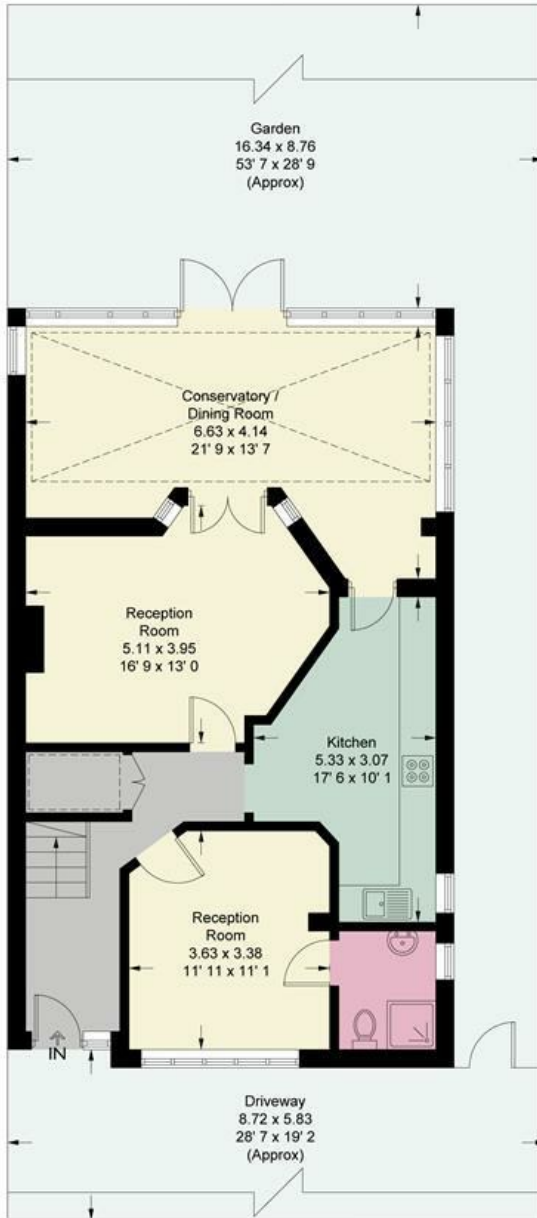 Garden
16.34 x 8.76
53' 7 x 28' 9
(Approx)
Conservatory /
Dining Room
6.63 x 4.14
21' 9 x 13' 7
Reception
Room
5.11 x 3.95
16' 9 x 13' 0
Kitchen
5.33 x 3.07
17' 6 x 10' 1
Reception
Room
3.63 x 3.38
11' 11 x 11' 1
IN
Driveway
8.72 x 5.83
28' 7 x 19' 2
(Approx)